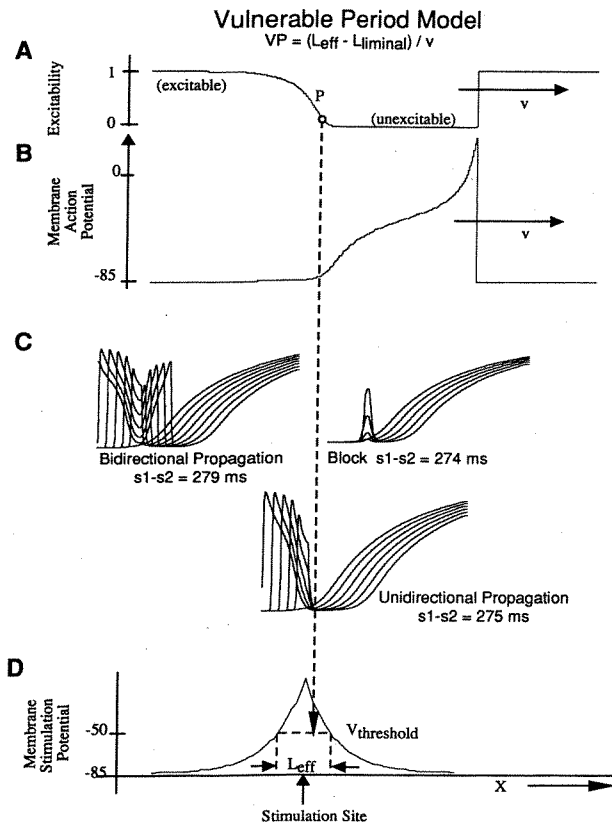 Vulnerable Period Model
VP = (Leff - Lliminal) / v
A
Excitability
1
0
(excitable)
P
(unexcitable)
v
B
Membrane
Action
Potential
0
-85
v
C
Bidirectional Propagation
s1-s2 = 279 ms
Block s1-s2 = 274 ms
Unidirectional Propagation
s1-s2 = 275 ms
D
Membrane
Stimulation
Potential
-50
-85
Vthreshold
Leff
X
Stimulation Site